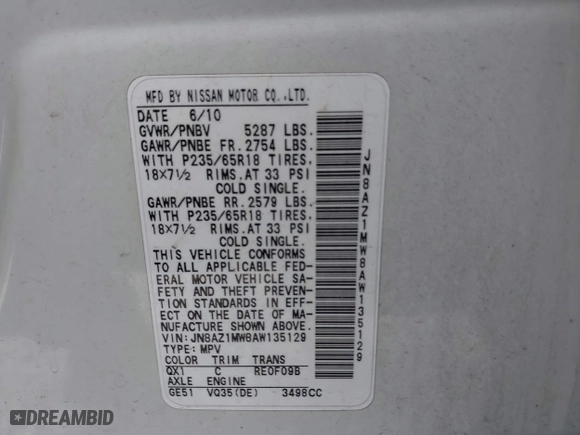 MFD BY NISSAN MOTOR CO.,LTD.
DATE 6/10
GVWR/PNBV 5287 LBS.
GAWR/PNBE FR. 2754 LBS.
WITH P235/65R18 TIRES.
18×7½ RIMS. AT 33 PSI
COLD SINGLE.
GAWR/PNBE RR. 2579 LBS.
WITH P235/65R18 TIRES.
18×7½ RIMS. AT 33 PSI
COLD SINGLE.
THIS VEHICLE CONFORMS
TO ALL APPLICABLE FED-
ERAL MOTOR VEHICLE SA-
FETY AND THEFT PREVEN-
TION STANDARDS IN EFF-
ECT ON THE DATE OF MA-
NUFACTURE SHOWN ABOVE.
VIN: JN8AZ1MW8AW135129
TYPE: MPV
COLOR TRIM TRANS
QX1 C RE0F09B
AXLE ENGINE
GE51 VQ35(DE) 3498CC
JN8AZ1MW8AW135129
DREAMBID